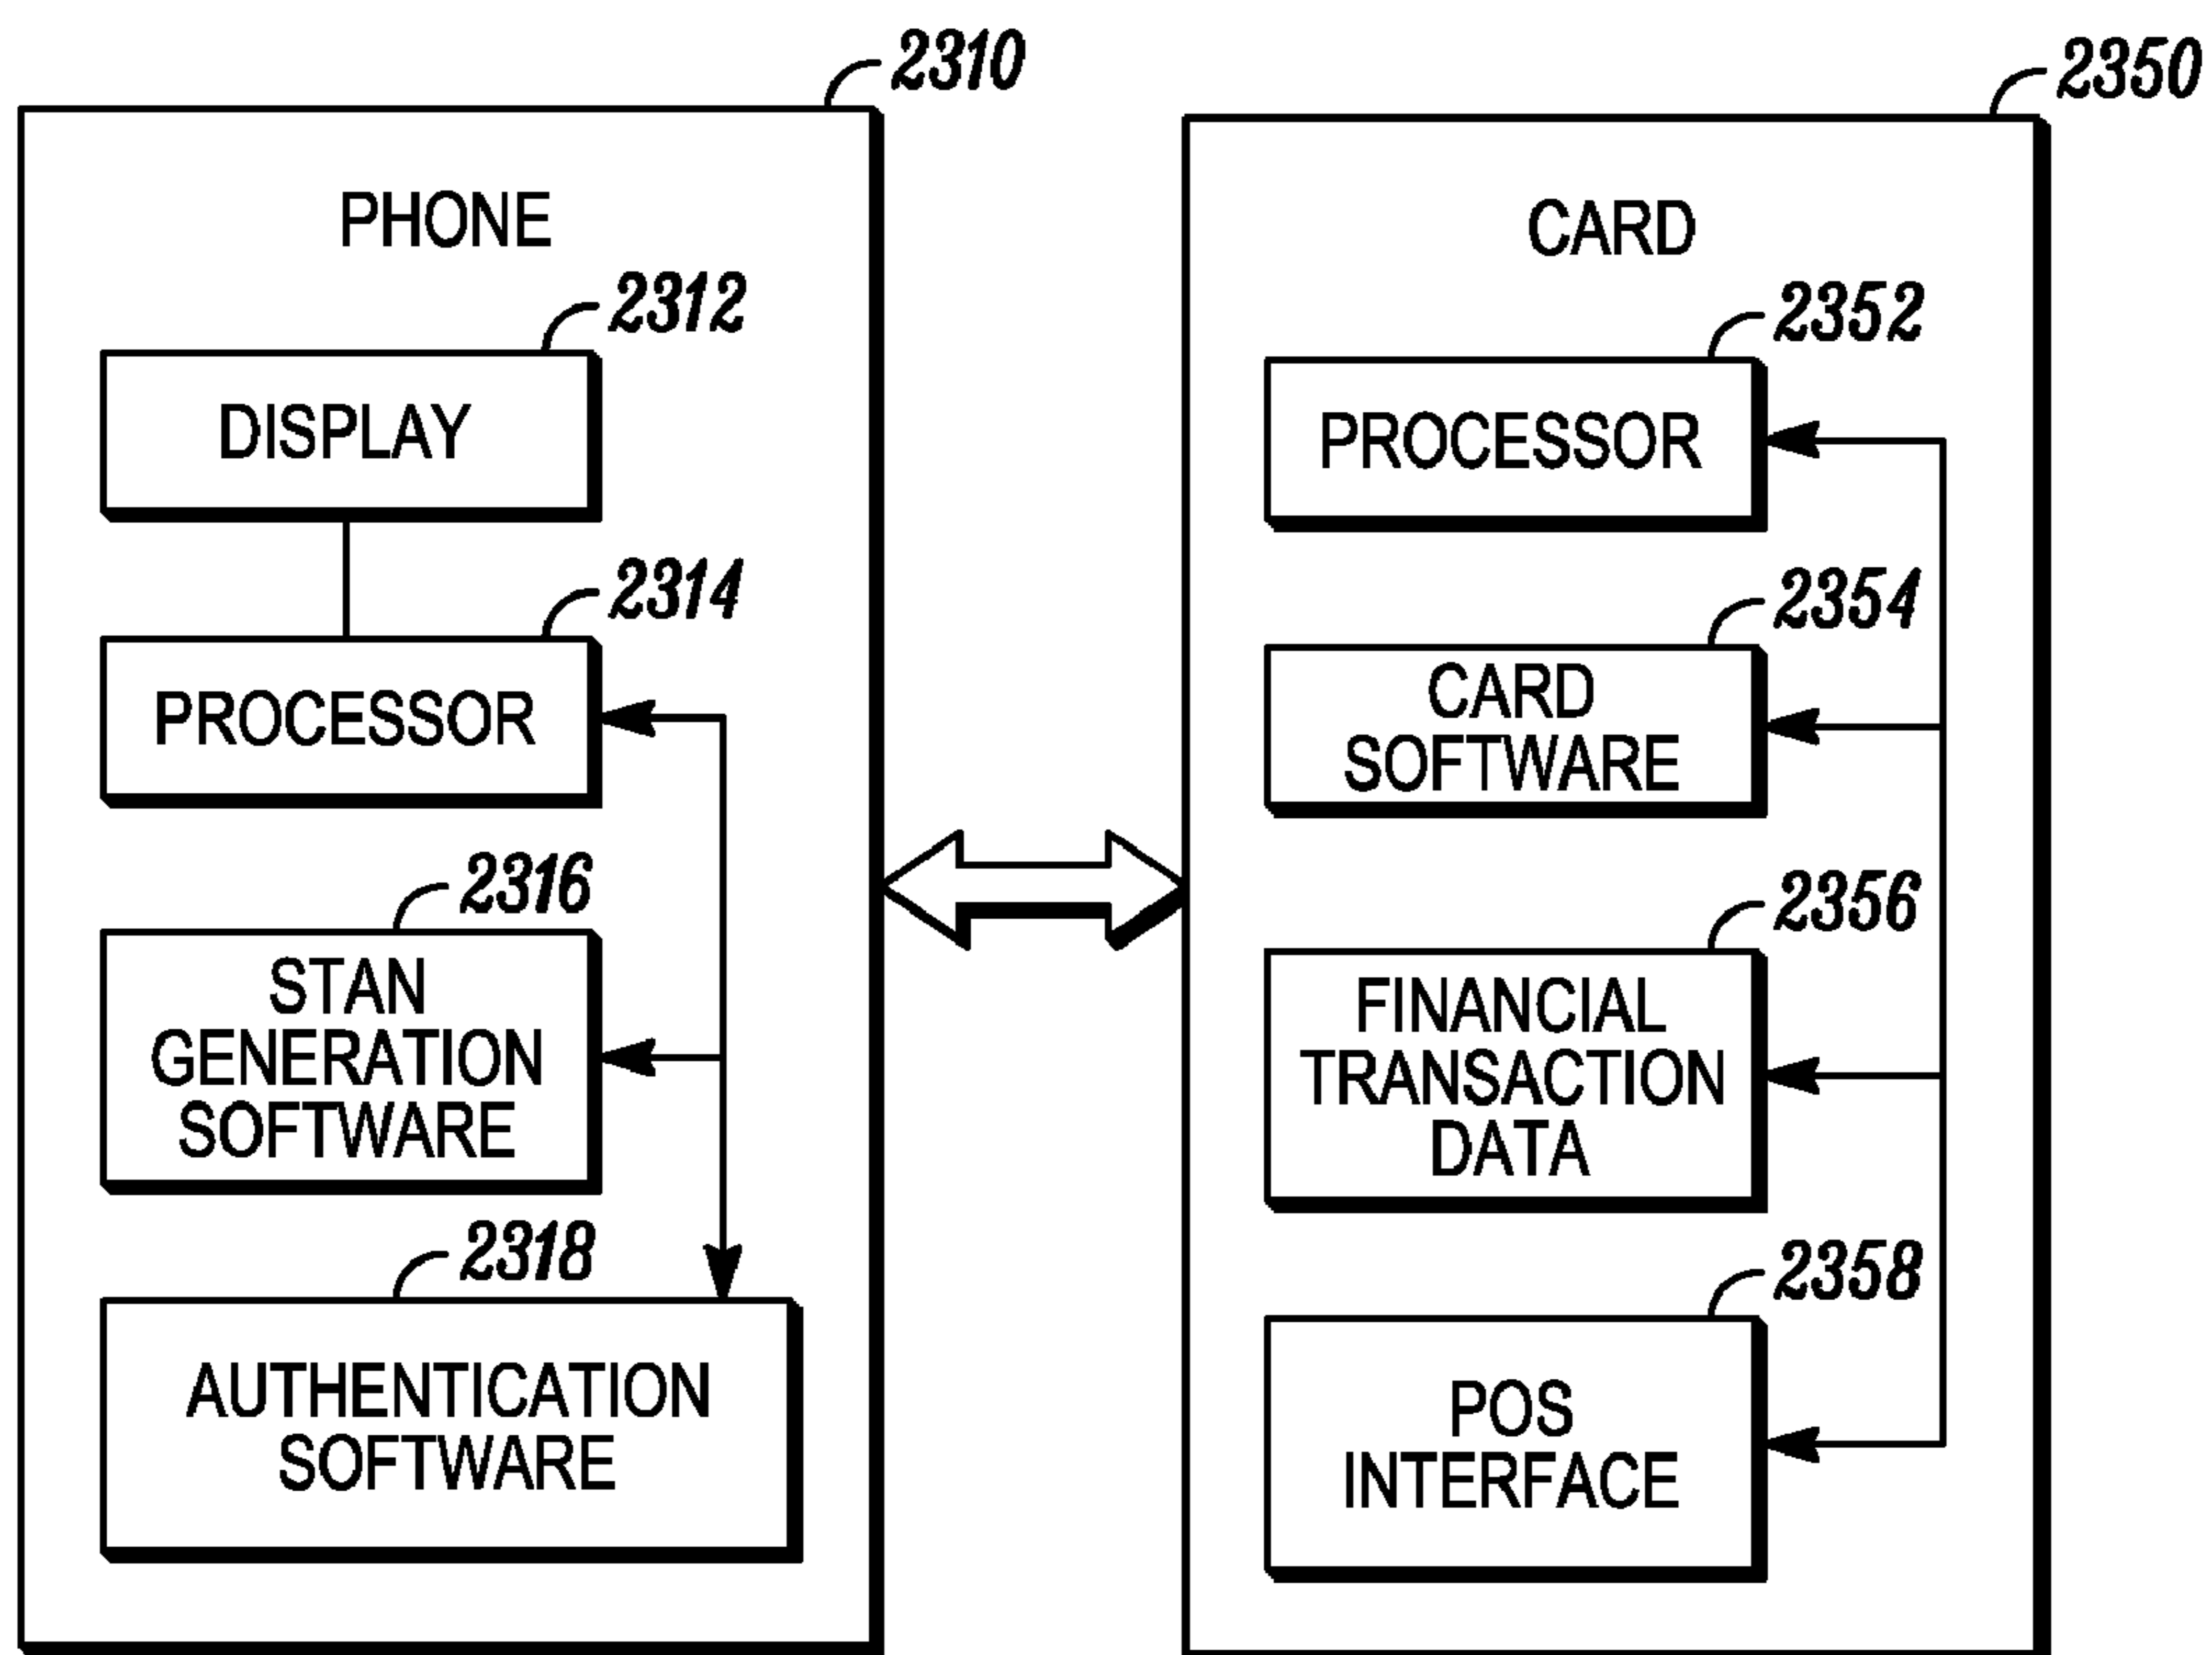 2310
PHONE
2312
DISPLAY
2314
PROCESSOR
2316
STAN
GENERATION
SOFTWARE
2318
AUTHENTICATION
SOFTWARE
2350
CARD
2352
PROCESSOR
2354
CARD
SOFTWARE
2356
FINANCIAL
TRANSACTION
DATA
2358
POS
INTERFACE